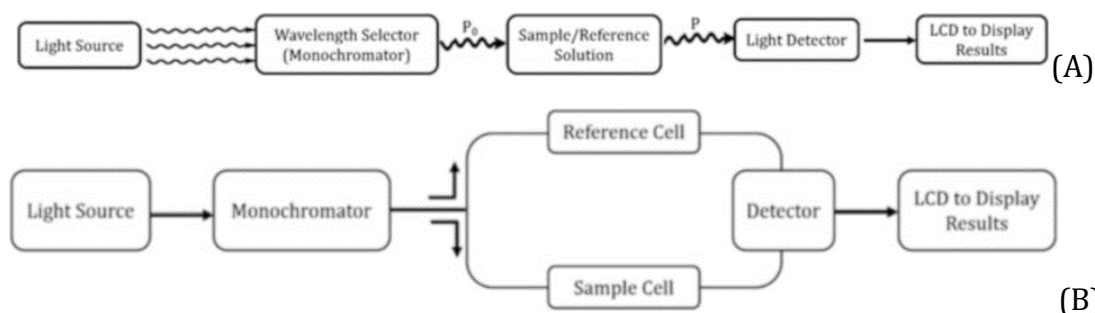 Light Source
Wavelength Selector
(Monochromator)
P₀
Sample/Reference
Solution
P
Light Detector
LCD to Display
Results
(A)
Reference Cell
Light Source
Monochromator
Detector
LCD to Display
Results
Sample Cell
(B)